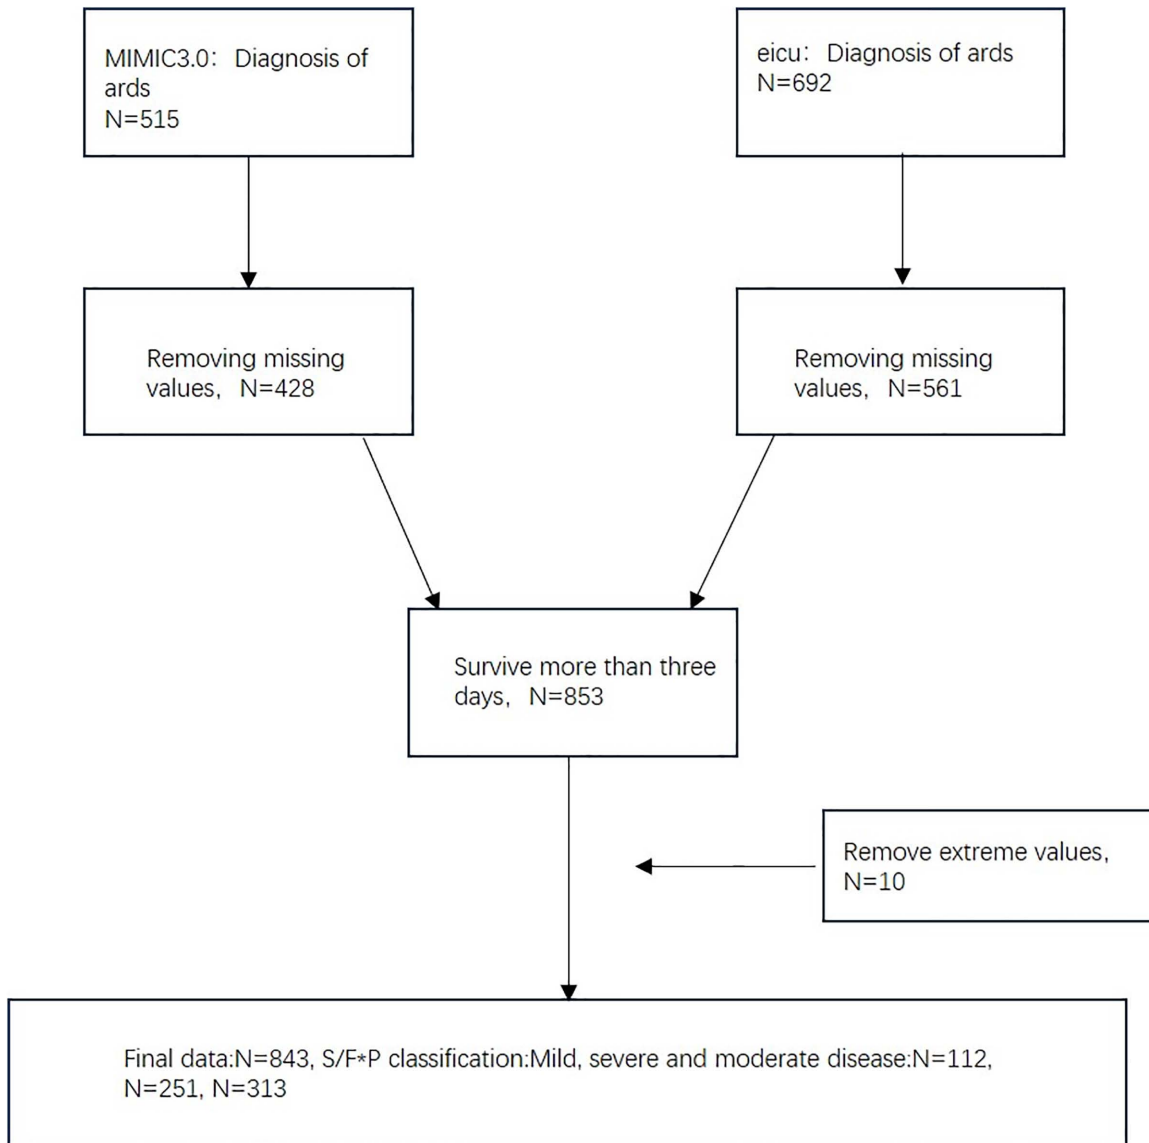 MIMIC3.0：Diagnosis of
ards
N=515
eicu：Diagnosis of ards
N=692
Removing missing
values，N=428
Removing missing
values，N=561
Survive more than three
days，N=853
Remove extreme values,
N=10
Final data:N=843, S/F*P classification:Mild, severe and moderate disease:N=112,
N=251, N=313